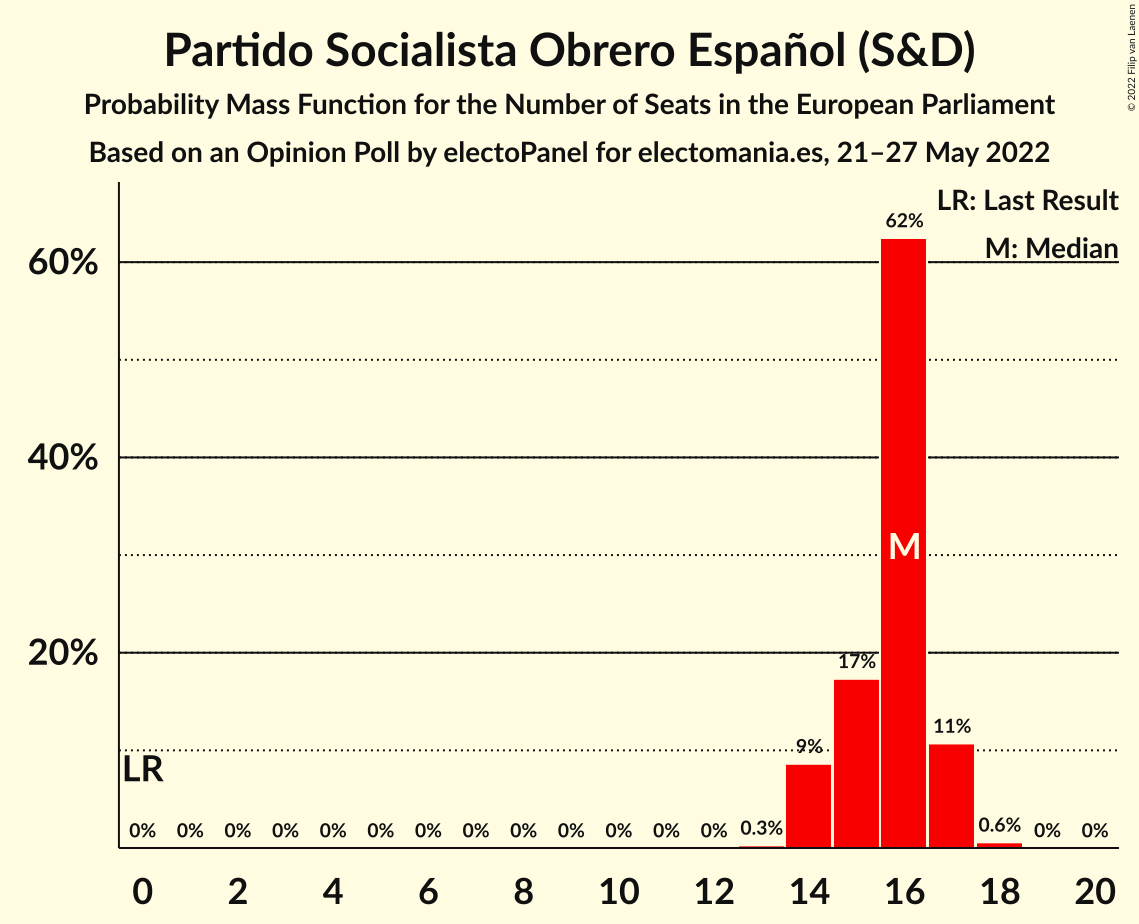 Partido Socialista Obrero Español (S&D)
Probability Mass Function for the Number of Seats in the European Parliament
Based on an Opinion Poll by electoPanel for electomania.es, 21–27 May 2022
© 2022 Filip van Laenen
LR: Last Result
M: Median
60%
40%
20%
62%
M
17%
11%
9%
LR
0% 0% 0% 0% 0% 0% 0% 0% 0% 0% 0% 0% 0% 0.3% 0.6% 0% 0%
0 2 4 6 8 10 12 14 16 18 20